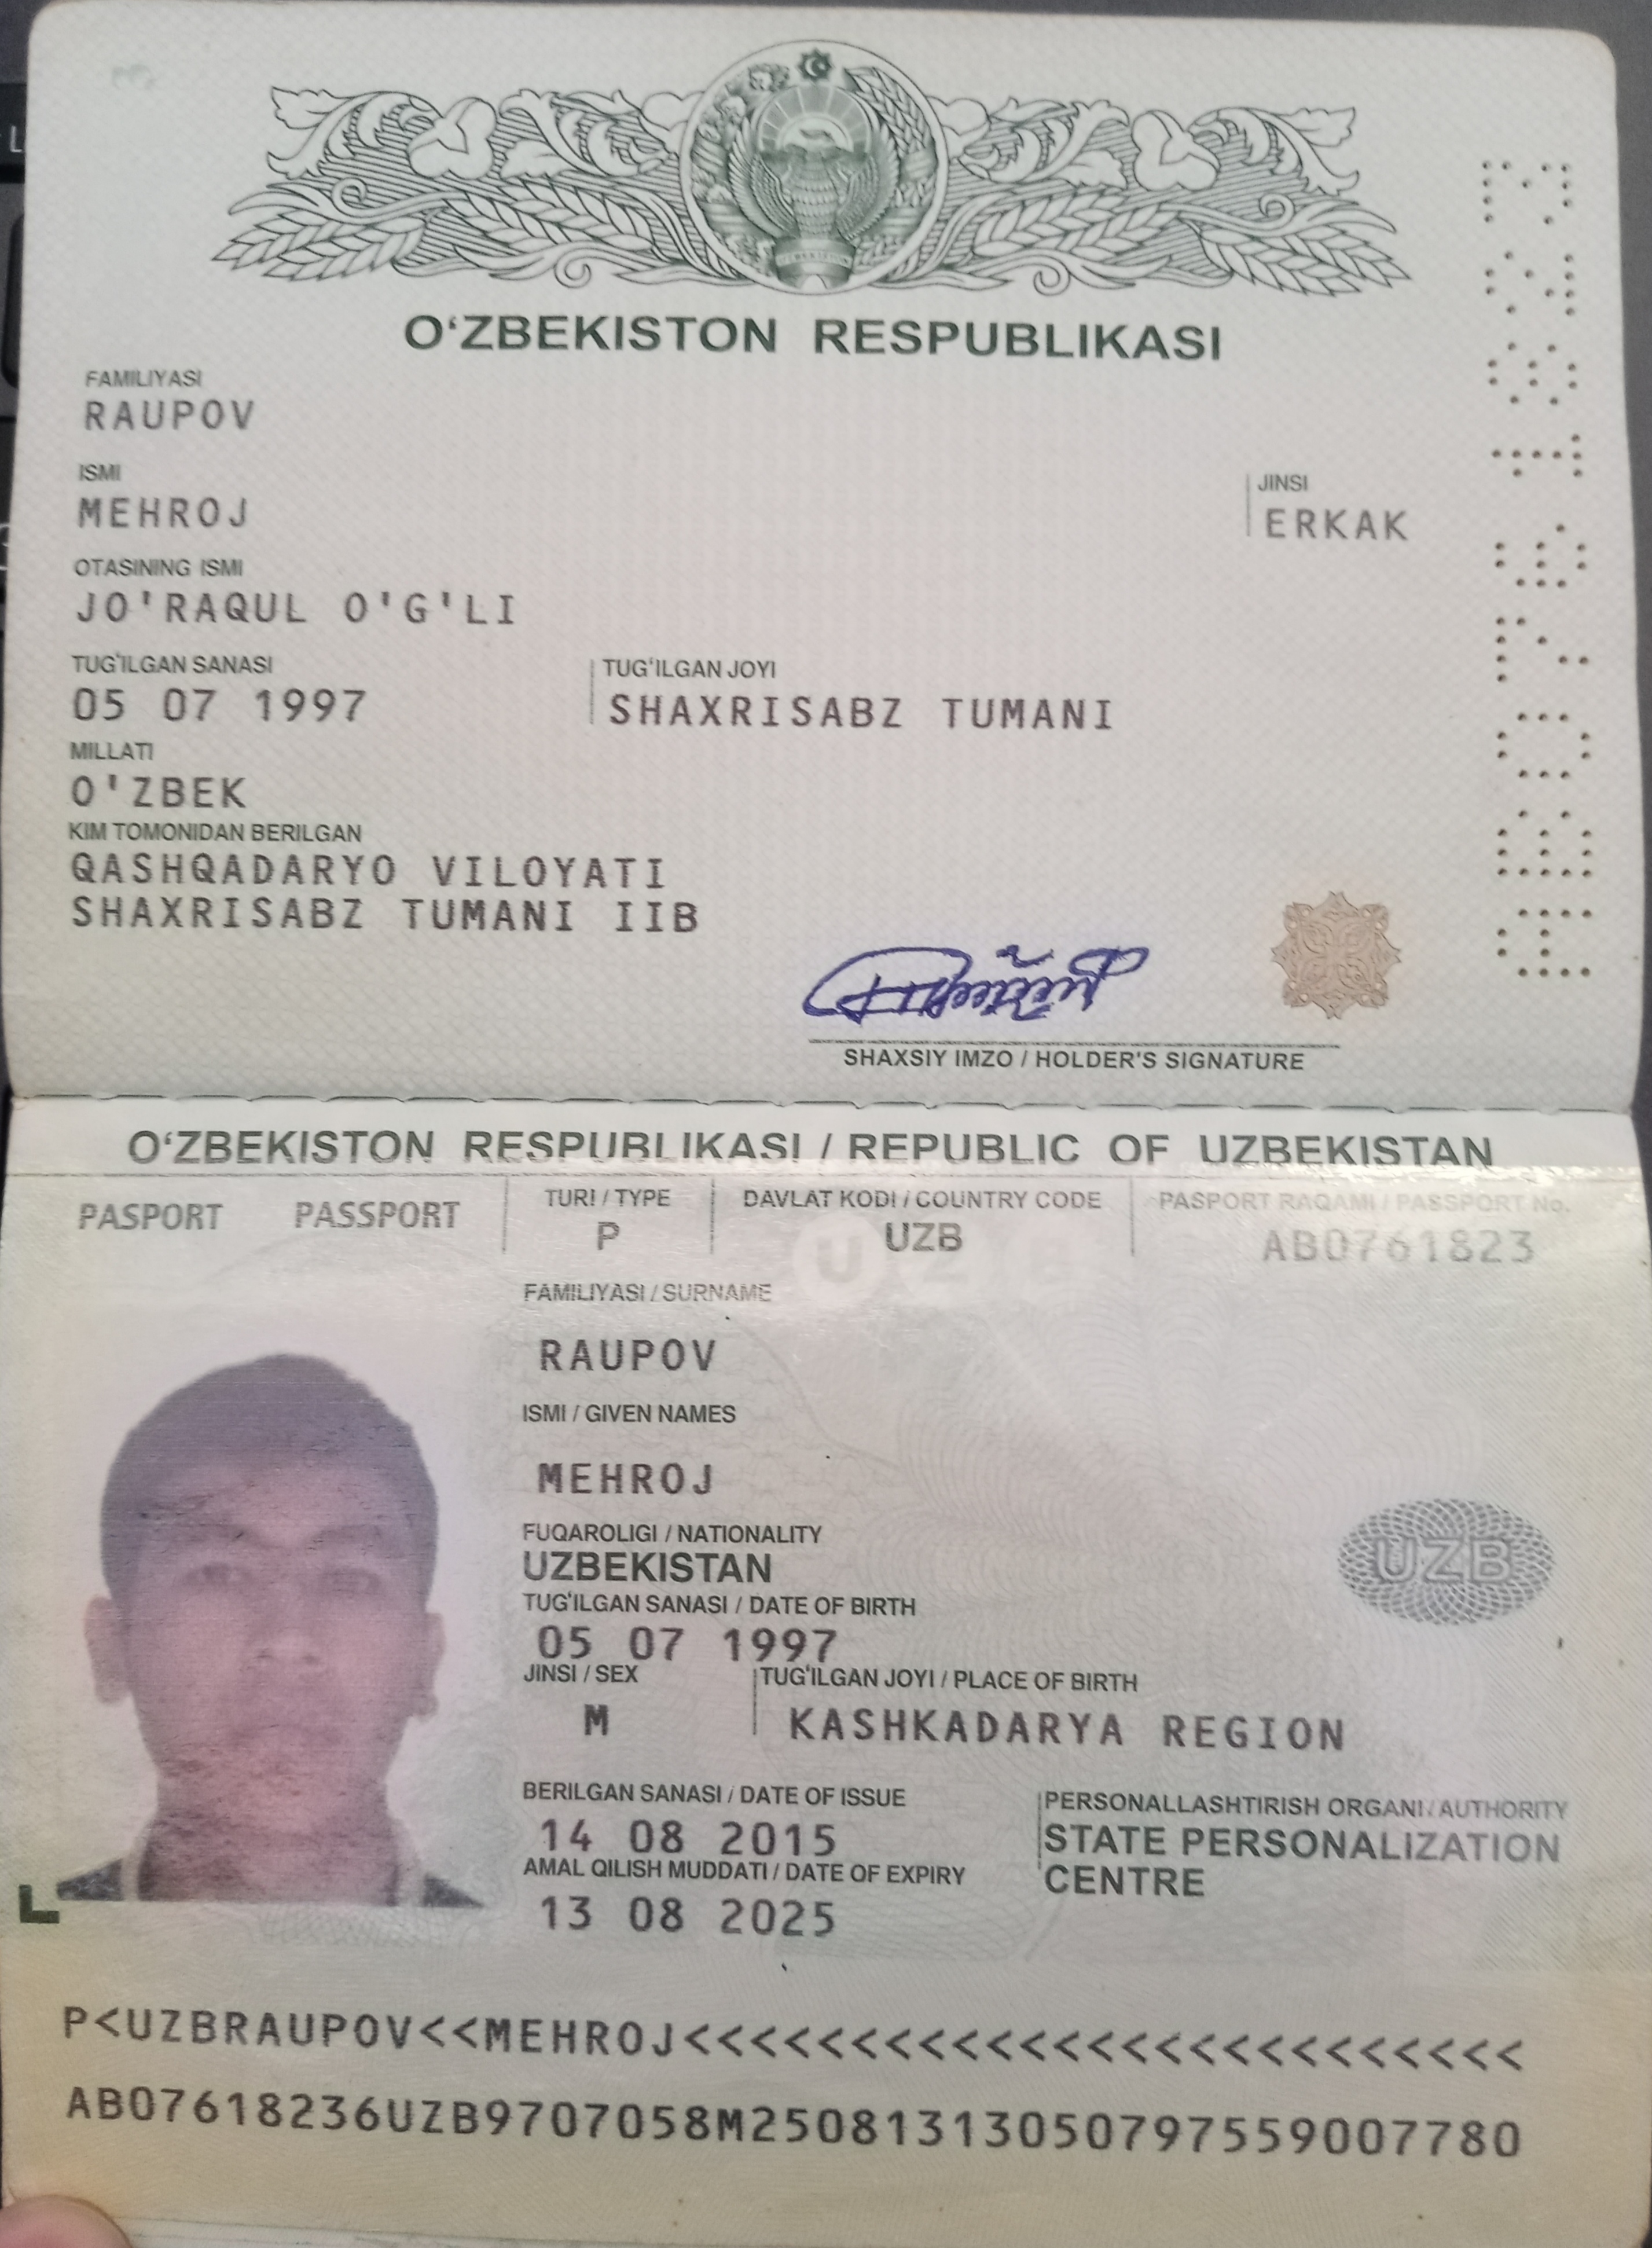 O‘ZBEKISTON RESPUBLIKASI
FAMILIYASI
RAUPOV
ISMI
MEHROJ
JINSI
ERKAK
OTASINING ISMI
JO'RAQUL O'G'LI
TUG‘ILGAN SANASI
05 07 1997
TUG‘ILGAN JOYI
SHAXRISABZ TUMANI
MILLATI
O'ZBEK
KIM TOMONIDAN BERILGAN
QASHQADARYO VILOYATI
SHAXRISABZ TUMANI IIB
SHAXSIY IMZO / HOLDER'S SIGNATURE
AB0761823
O‘ZBEKISTON RESPUBLIKASI / REPUBLIC OF UZBEKISTAN
PASPORT PASSPORT
TURI / TYPE
P
DAVLAT KODI / COUNTRY CODE
UZB
PASPORT RAQAMI / PASSPORT No.
AB0761823
FAMILIYASI / SURNAME
RAUPOV
ISMI / GIVEN NAMES
MEHROJ
FUQAROLIGI / NATIONALITY
UZBEKISTAN
UZB
TUG‘ILGAN SANASI / DATE OF BIRTH
05 07 1997
JINSI / SEX
M
TUG‘ILGAN JOYI / PLACE OF BIRTH
KASHKADARYA REGION
BERILGAN SANASI / DATE OF ISSUE
14 08 2015
AMAL QILISH MUDDATI / DATE OF EXPIRY
13 08 2025
PERSONALLASHTIRISH ORGANI / AUTHORITY
STATE PERSONALIZATION
CENTRE
P<UZBRAUPOV<<MEHROJ<<<<<<<<<<<<<<<<<<<<<<<<<
AB07618236UZB9707058M25081313050797559007780